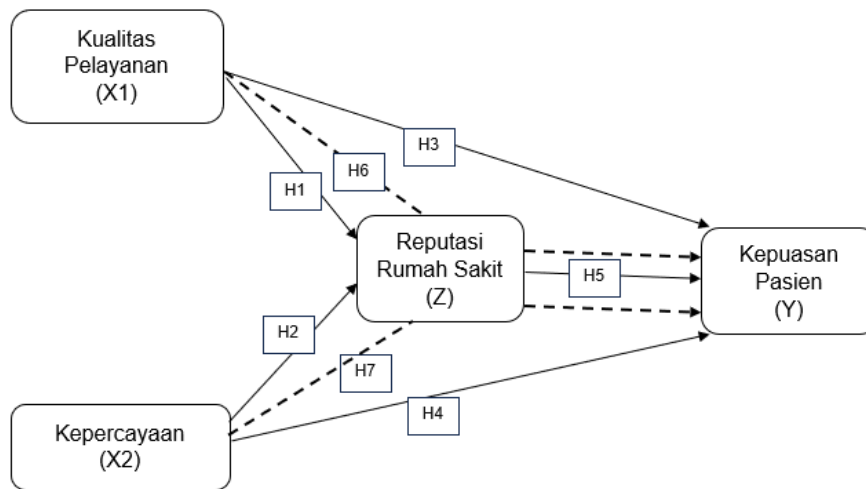 Kualitas
Pelayanan
(X1)
H3
H6
H1
Reputasi
Rumah Sakit
(Z)
Kepuasan
Pasien
(Y)
H5
H2
H7
H4
Kepercayaan
(X2)